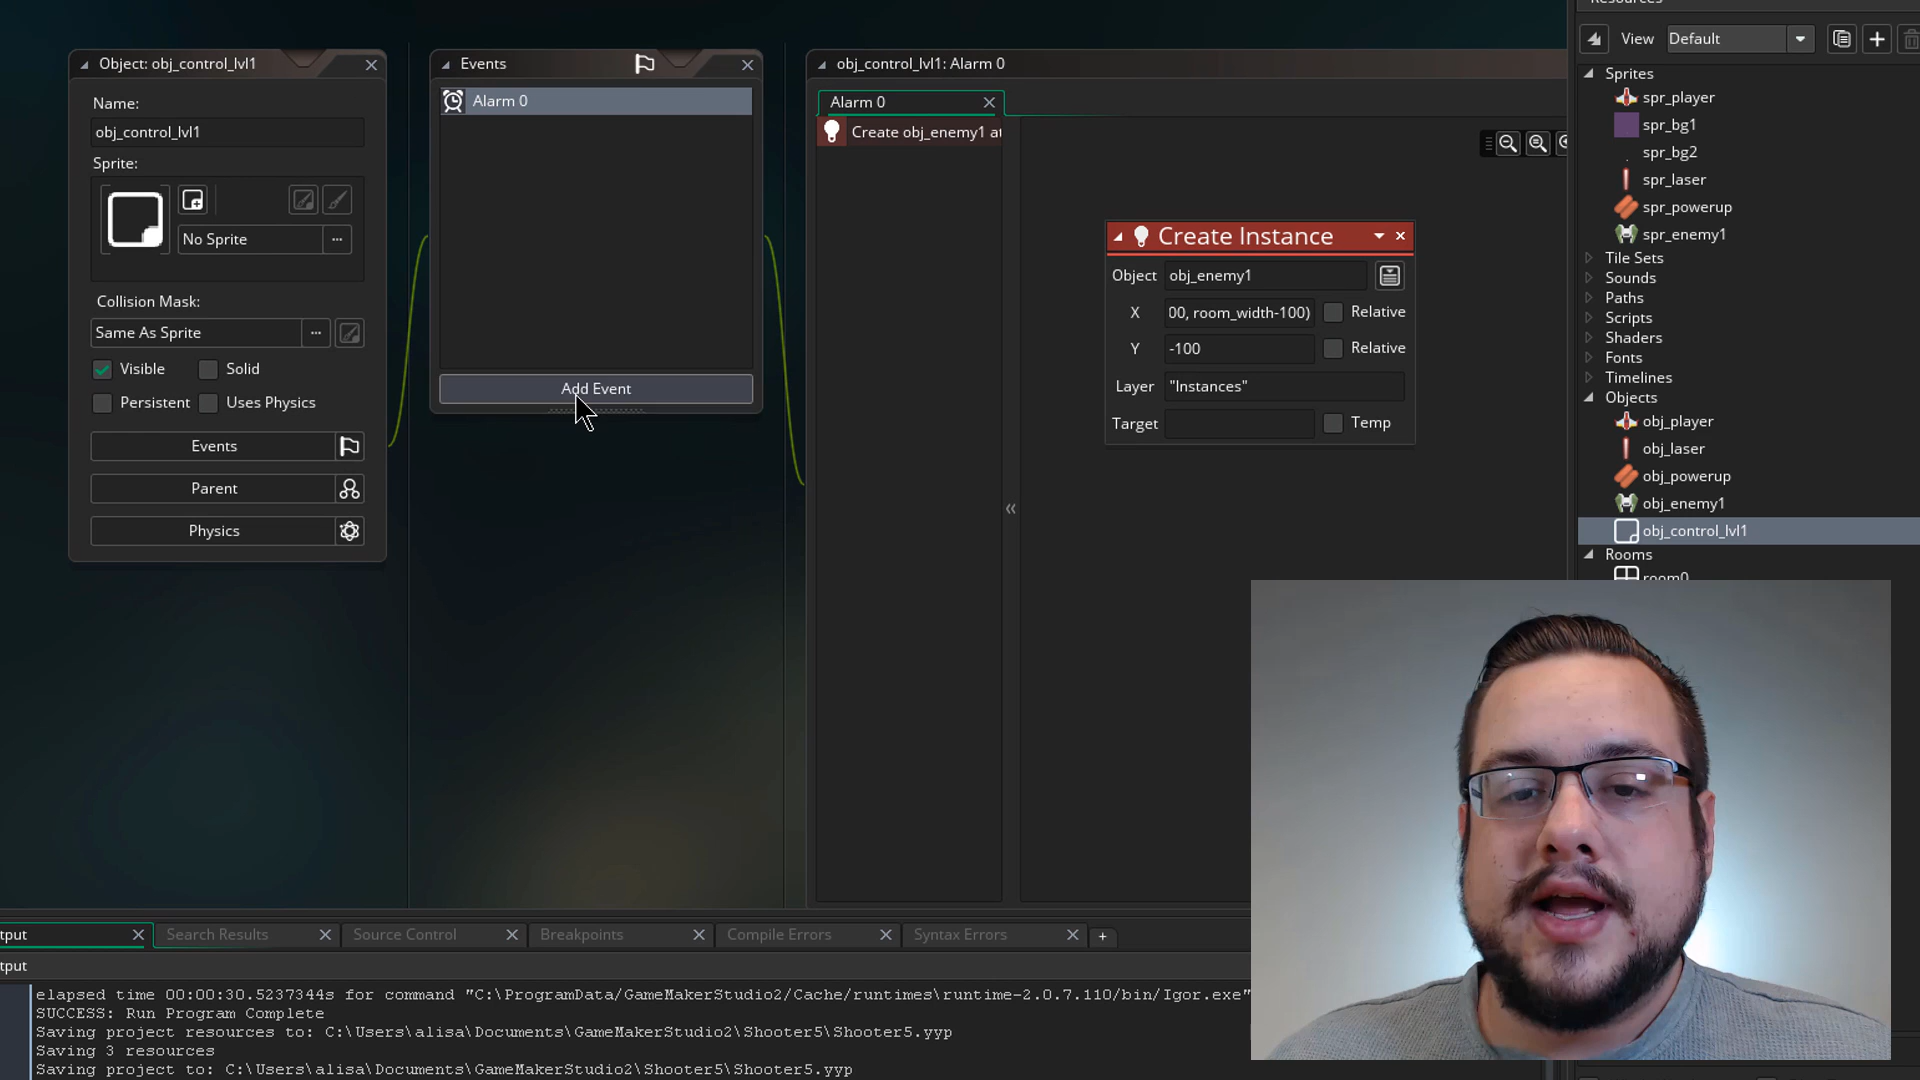 Resources
View Default
Object: obj_control_lvl1
Name:
obj_control_lvl1
Sprite:
No Sprite
...
Collision Mask:
Same As Sprite
...
Visible
Solid
Persistent
Uses Physics
Events
Parent
Physics
Events
Alarm 0
Add Event
obj_control_lvl1: Alarm 0
Alarm 0
Create obj_enemy1 at
Create Instance
Object obj_enemy1
X 00, room_width-100) Relative
Y -100 Relative
Layer "Instances"
Target Temp
«
Sprites
spr_player
spr_bg1
spr_bg2
spr_laser
spr_powerup
spr_enemy1
Tile Sets
Sounds
Paths
Scripts
Shaders
Fonts
Timelines
Objects
obj_player
obj_laser
obj_powerup
obj_enemy1
obj_control_lvl1
Rooms
room0
tput
Search Results
Source Control
Breakpoints
Compile Errors
Syntax Errors
+
tput
elapsed time 00:00:30.5237344s for command "C:\ProgramData/GameMakerStudio2/Cache/runtimes\runtime-2.0.7.110/bin/Igor.exe"
SUCCESS: Run Program Complete
Saving project resources to: C:\Users\alisa\Documents\GameMakerStudio2\Shooter5\Shooter5.yyp
Saving 3 resources
Saving project to: C:\Users\alisa\Documents\GameMakerStudio2\Shooter5\Shooter5.yyp